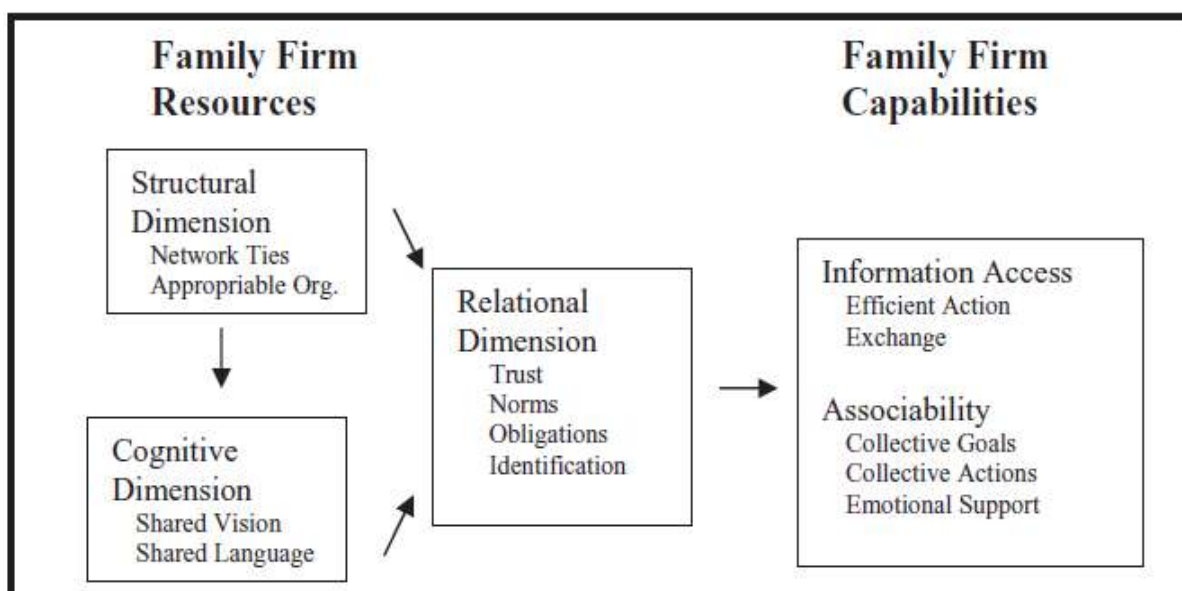 Family Firm
Resources
Family Firm
Capabilities
Structural
Dimension
Network Ties
Appropriable Org.
Cognitive
Dimension
Shared Vision
Shared Language
Relational
Dimension
Trust
Norms
Obligations
Identification
Information Access
Efficient Action
Exchange
Associability
Collective Goals
Collective Actions
Emotional Support